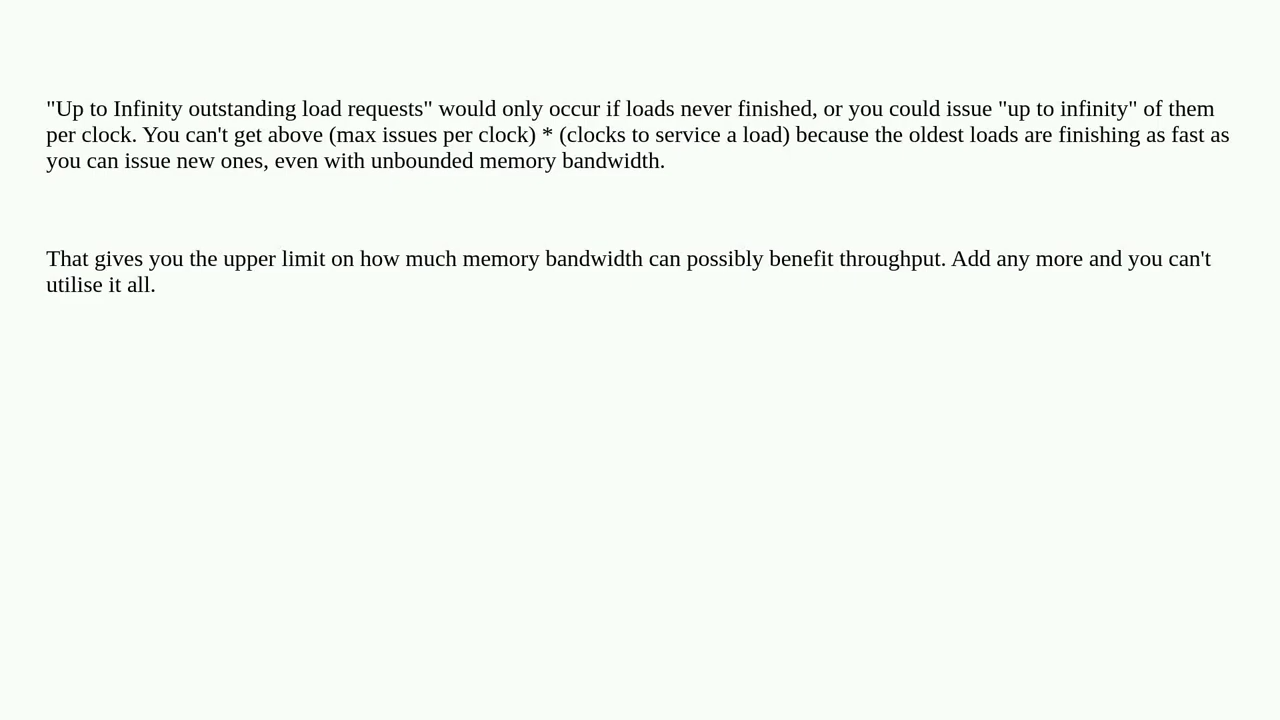 "Up to Infinity outstanding load requests" would only occur if loads never finished, or you could issue "up to infinity" of them
per clock. You can't get above (max issues per clock) * (clocks to service a load) because the oldest loads are finishing as fast as
you can issue new ones, even with unbounded memory bandwidth.
That gives you the upper limit on how much memory bandwidth can possibly benefit throughput. Add any more and you can't
utilise it all.